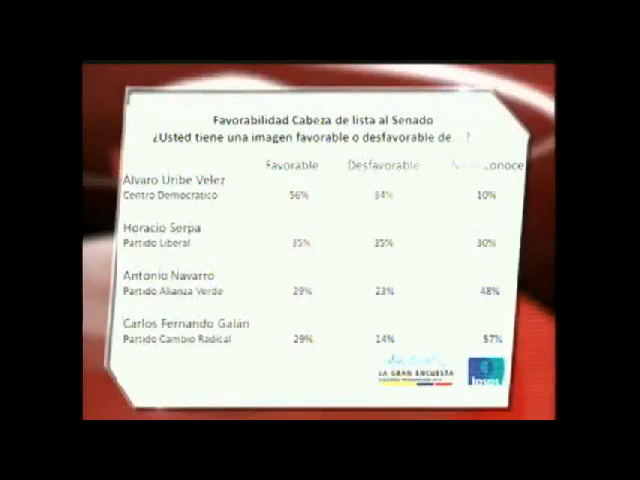 Favorabilidad Cabeza de lista al Senado
¿Usted tiene una imagen favorable o desfavorable de... ?
Favorable Desfavorable conoce
Álvaro Uribe Velez
Centro Democrático 56% 34% 10%
Horacio Serpa
Partido Liberal 35% 35% 30%
Antonio Navarro
Partido Alianza Verde 29% 23% 48%
Carlos Fernando Galán
Partido Cambio Radical 29% 14% 57%
LA GRAN ENCUESTA
Ipsos